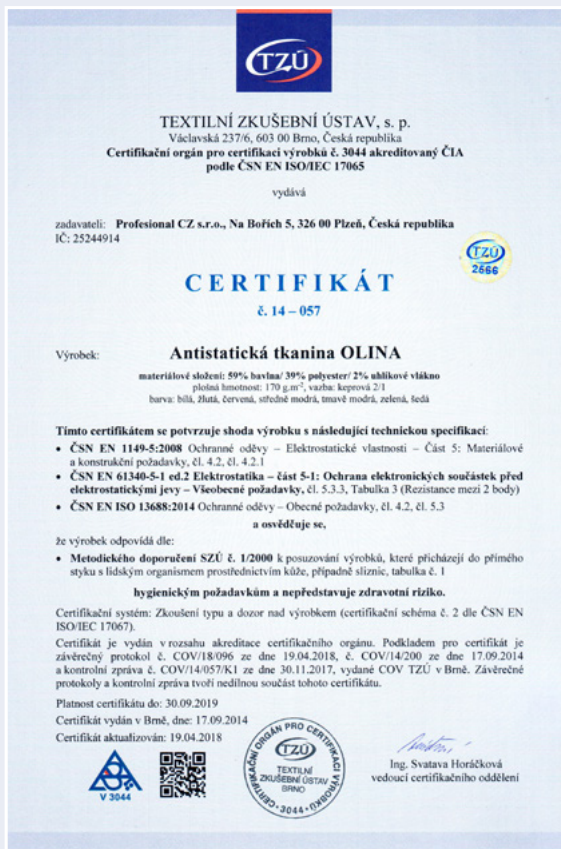 TZÚ
TEXTILNÍ ZKUŠEBNÍ ÚSTAV, s. p.
Václavská 237/6, 603 00 Brno, Česká republika
Certifikační orgán pro certifikaci výrobků č. 3044 akreditovaný ČIA
podle ČSN EN ISO/IEC 17065
vydává
zadavateli: Profesional CZ s.r.o., Na Bořích 5, 326 00 Plzeň, Česká republika
IČ: 25244914
TZÚ
2566
CERTIFIKÁT
č. 14 – 057
Výrobek: Antistatická tkanina OLINA
materiálové složení: 59% bavlna/ 39% polyester/ 2% uhlíkové vlákno
plošná hmotnost: 170 g.m⁻², vazba: keprová 2/1
barva: bílá, žlutá, červená, středně modrá, tmavě modrá, zelená, šedá
Tímto certifikátem se potvrzuje shoda výrobku s následující technickou specifikací:
• ČSN EN 1149-5:2008 Ochranné oděvy – Elektrostatické vlastnosti – Část 5: Materiálové
a konstrukční požadavky, čl. 4.2, čl. 4.2.1
• ČSN EN 61340-5-1 ed.2 Elektrostatika – část 5-1: Ochrana elektronických součástek před
elektrostatickými jevy – Všeobecné požadavky, čl. 5.3.3, Tabulka 3 (Rezistance mezi 2 body)
• ČSN EN ISO 13688:2014 Ochranné oděvy – Obecné požadavky, čl. 4.2, čl. 5.3
a osvědčuje se,
že výrobek odpovídá dle:
• Metodického doporučení SZÚ č. 1/2000 k posuzování výrobků, které přicházejí do přímého
styku s lidským organismem prostřednictvím kůže, případně sliznic, tabulka č. 1
hygienickým požadavkům a nepředstavuje zdravotní riziko.
Certifikační systém: Zkoušení typu a dozor nad výrobkem (certifikační schéma č. 2 dle ČSN EN
ISO/IEC 17067).
Certifikát je vydán v rozsahu akreditace certifikačního orgánu. Podkladem pro certifikát je
závěrečný protokol č. COV/18/096 ze dne 19.04.2018, č. COV/14/200 ze dne 17.09.2014
a kontrolní zpráva č. COV/14/057/K1 ze dne 30.11.2017, vydané COV TZÚ v Brně. Závěrečné
protokoly a kontrolní zpráva tvoří nedílnou součást tohoto certifikátu.
Platnost certifikátu do: 30.09.2019
Certifikát vydán v Brně, dne: 17.09.2014
Certifikát aktualizován: 19.04.2018
V 3044
CERTIFIKAČNÍ ORGÁN PRO CERTIFIKACI VÝROBKŮ
TZÚ
TEXTILNÍ
ZKUŠEBNÍ ÚSTAV
BRNO
3044
Ing. Svatava Horáčková
vedoucí certifikačního oddělení